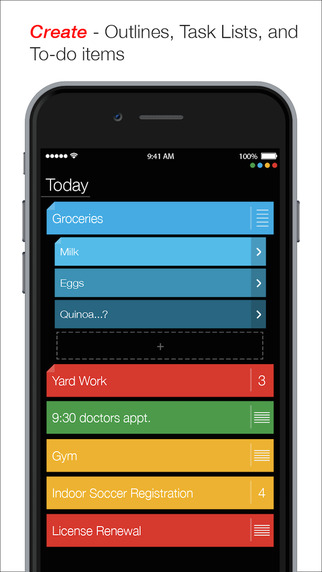 Create - Outlines, Task Lists, and
To-do items
9:41 AM
100%
Today
Groceries
Milk
Eggs
Quinoa...?
+
Yard Work 3
9:30 doctors appt.
Gym
Indoor Soccer Registration 4
License Renewal